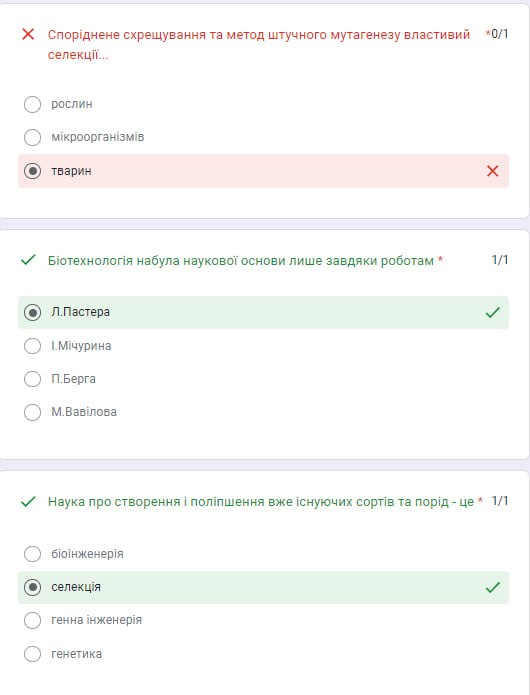 Споріднене схрещування та метод штучного мутагенезу властивий *0/1
селекції...
рослин
мікроорганізмів
тварин
Біотехнологія набула наукової основи лише завдяки роботам * 1/1
Л.Пастера
І.Мічурина
П.Берга
М.Вавілова
Наука про створення і поліпшення вже існуючих сортів та порід - це * 1/1
біоінженерія
селекція
генна інженерія
генетика